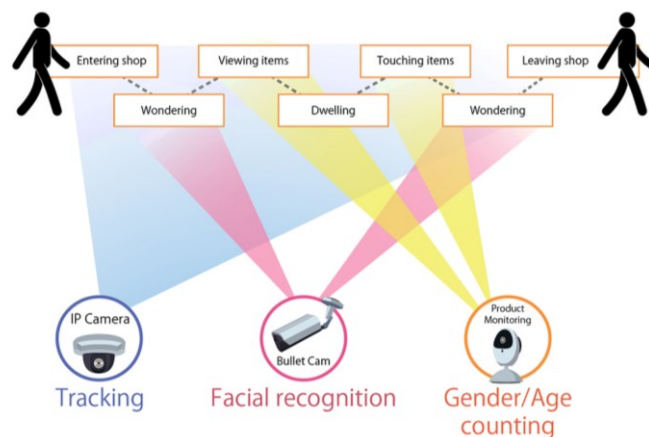 Entering shop
Viewing items
Touching items
Leaving shop
Wondering
Dwelling
Wondering
IP Camera
Bullet Cam
Product
Monitoring
Tracking
Facial recognition
Gender/Age
counting